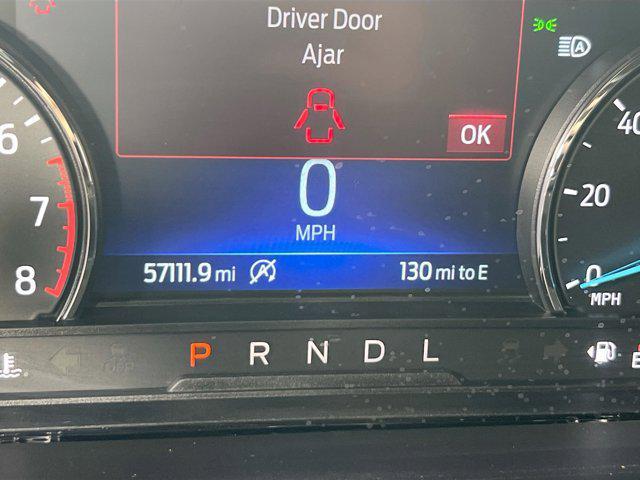 Driver Door
Ajar
OK
6
7
8
0
MPH
57111.9 mi A
130 mi to E
40
20
0
MPH
A
P R N D L
OFF
E